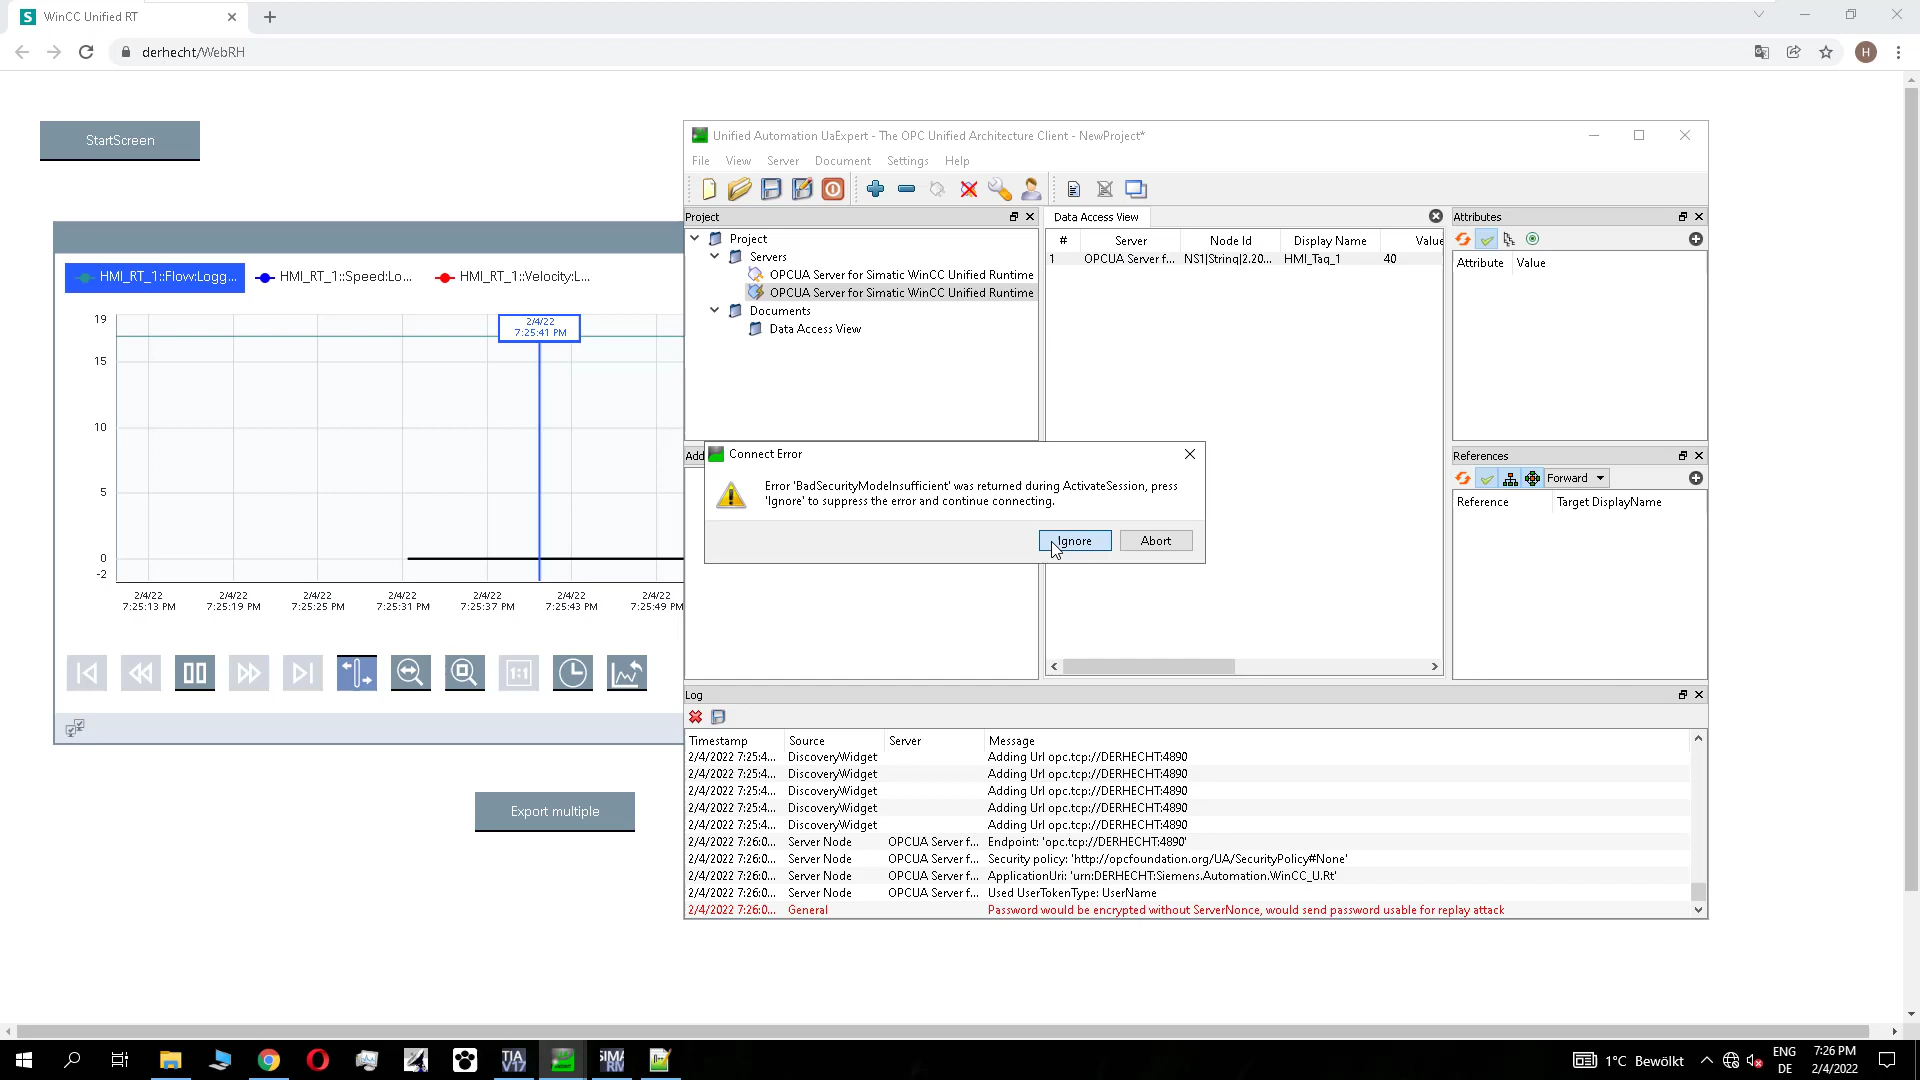 WinCC Unified RT
derhecht/WebRH
H
StartScreen
HMI_RT_1::Flow:Logg...
HMI_RT_1::Speed:Lo...
HMI_RT_1::Velocity:L...
19
15
10
5
0
-2
2/4/22
7:25:41 PM
2/4/22
7:25:13 PM
2/4/22
7:25:19 PM
2/4/22
7:25:25 PM
2/4/22
7:25:31 PM
2/4/22
7:25:37 PM
2/4/22
7:25:43 PM
2/4/22
7:25:49 PM
1:1
Export multiple
Unified Automation UaExpert - The OPC Unified Architecture Client - NewProject*
File View Server Document Settings Help
Project
Project
Servers
OPCUA Server for Simatic WinCC Unified Runtime
OPCUA Server for Simatic WinCC Unified Runtime
Documents
Data Access View
Add
Data Access View
# Server Node Id Display Name Value
1 OPCUA Server f... NS1|String|2.20... HMI_Tag_1 40
Attributes
Attribute Value
References
Forward
Reference Target DisplayName
Connect Error
Error 'BadSecurityModeInsufficient' was returned during ActivateSession, press
'Ignore' to suppress the error and continue connecting.
Ignore Abort
Log
Timestamp Source Server Message
2/4/2022 7:25:4... DiscoveryWidget Adding Url opc.tcp://DERHECHT:4890
2/4/2022 7:25:4... DiscoveryWidget Adding Url opc.tcp://DERHECHT:4890
2/4/2022 7:25:4... DiscoveryWidget Adding Url opc.tcp://DERHECHT:4890
2/4/2022 7:25:4... DiscoveryWidget Adding Url opc.tcp://DERHECHT:4890
2/4/2022 7:25:4... DiscoveryWidget Adding Url opc.tcp://DERHECHT:4890
2/4/2022 7:26:0... Server Node OPCUA Server f... Endpoint: 'opc.tcp://DERHECHT:4890'
2/4/2022 7:26:0... Server Node OPCUA Server f... Security policy: 'http://opcfoundation.org/UA/SecurityPolicy#None'
2/4/2022 7:26:0... Server Node OPCUA Server f... ApplicationUri: 'urn:DERHECHT:Siemens.Automation.WinCC_U.Rt'
2/4/2022 7:26:0... Server Node OPCUA Server f... Used UserTokenType: UserName
2/4/2022 7:26:0... General Password would be encrypted without ServerNonce, would send password usable for replay attack
TIA
V17
1°C Bewölkt
ENG
DE
7:26 PM
2/4/2022